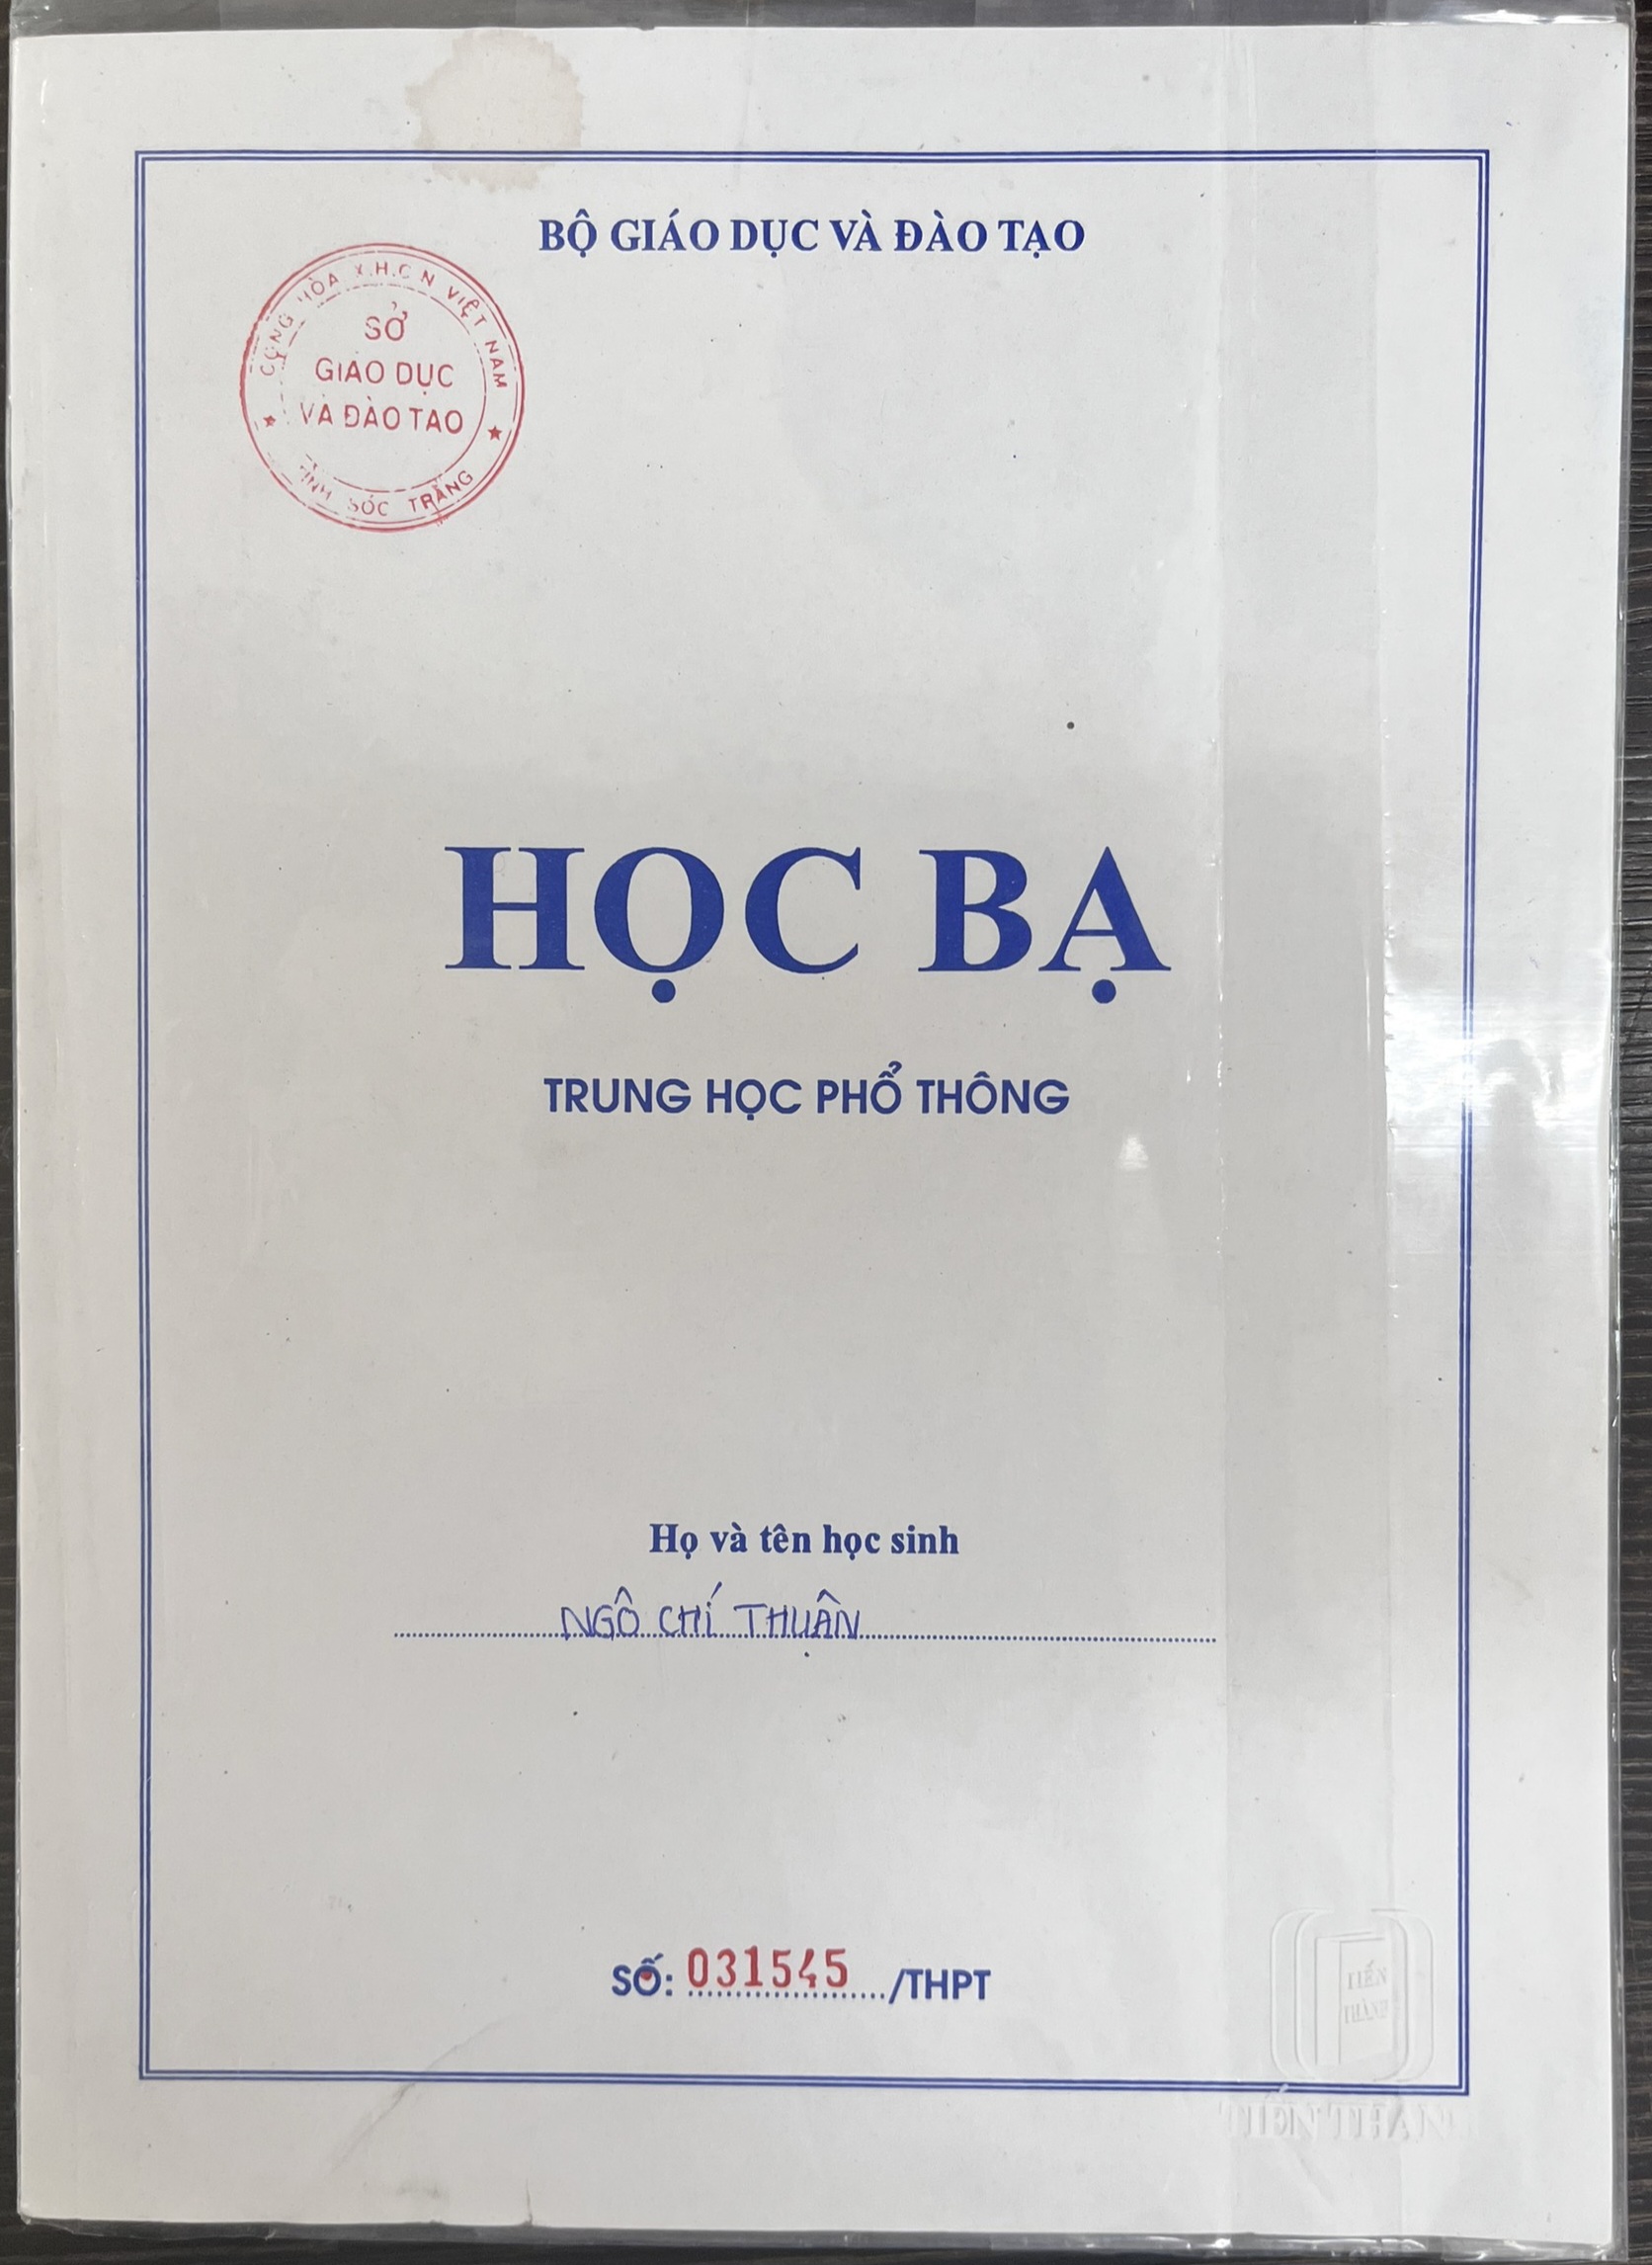 BỘ GIÁO DỤC VÀ ĐÀO TẠO
CỘNG HÒA X.H.C.N VIỆT NAM
SỞ
GIÁO DỤC
VÀ ĐÀO TẠO
TỈNH SÓC TRĂNG
HỌC BẠ
TRUNG HỌC PHỔ THÔNG
Họ và tên học sinh
NGÔ CHÍ THUẬN
SỐ: 031545 /THPT
TIẾN
THÀNH
TIẾN THÀNH